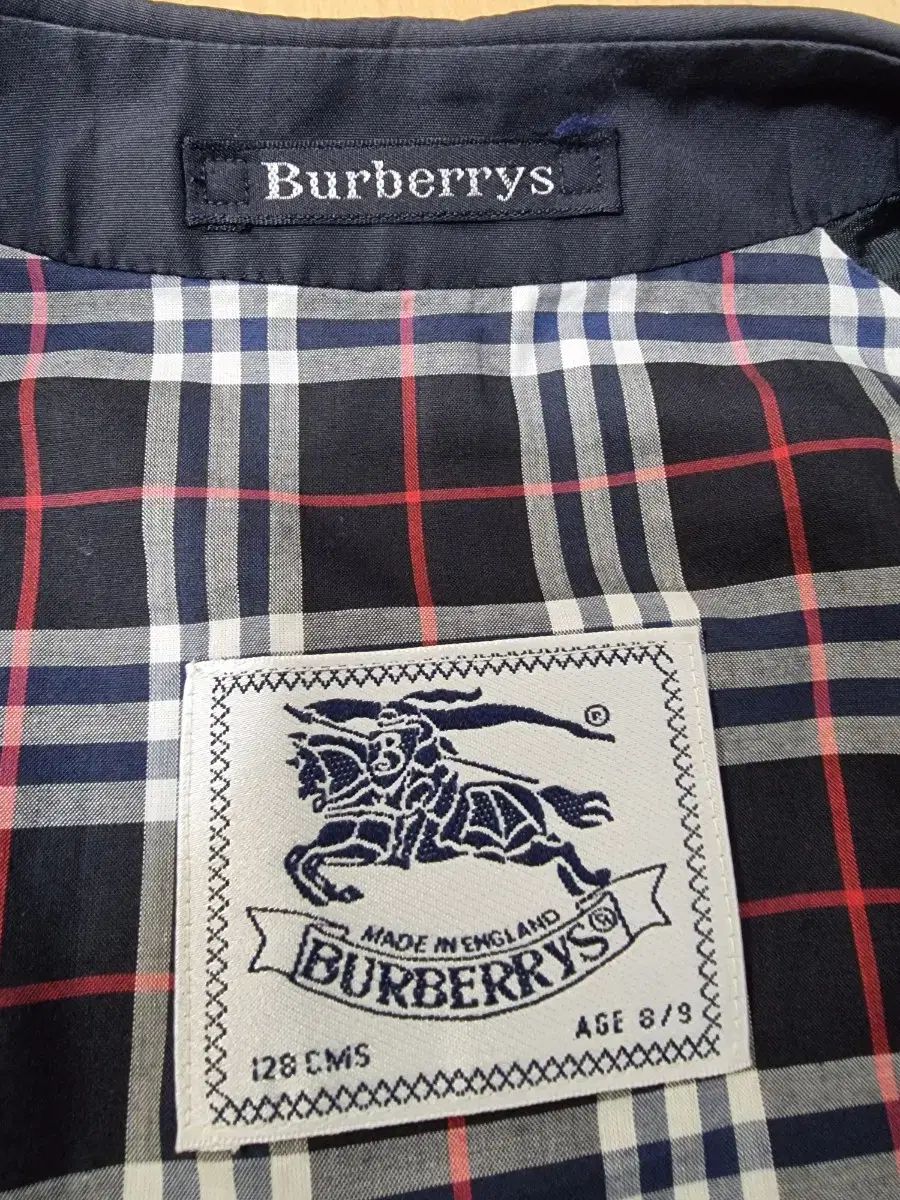 Burberrys
B
®
MADE IN ENGLAND
BURBERRYS®
AGE 8/9
128 CMS